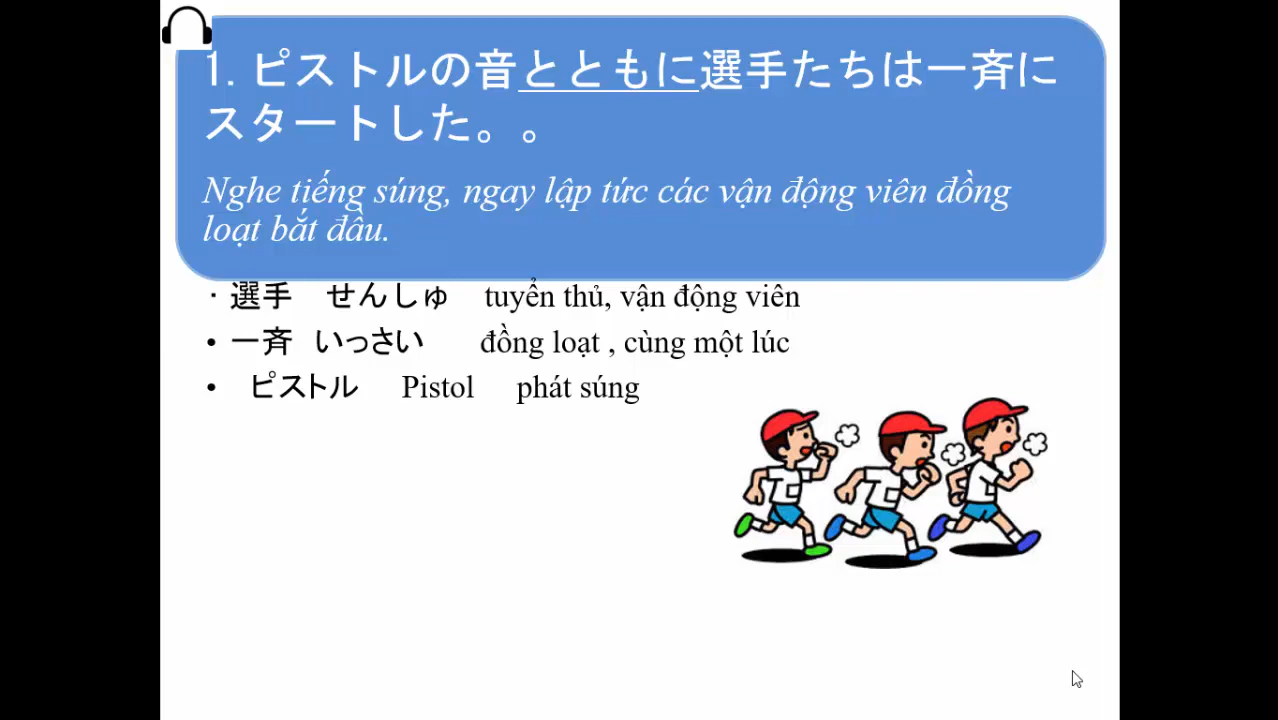 1. ピストルの音とともに選手たちは一斉に
スタートした。。
Nghe tiếng súng, ngay lập tức các vận động viên đồng
loạt bắt đầu.
• 選手 せんしゅ tuyển thủ, vận động viên
• 一斉 いっさい đồng loạt , cùng một lúc
• ピストル Pistol phát súng